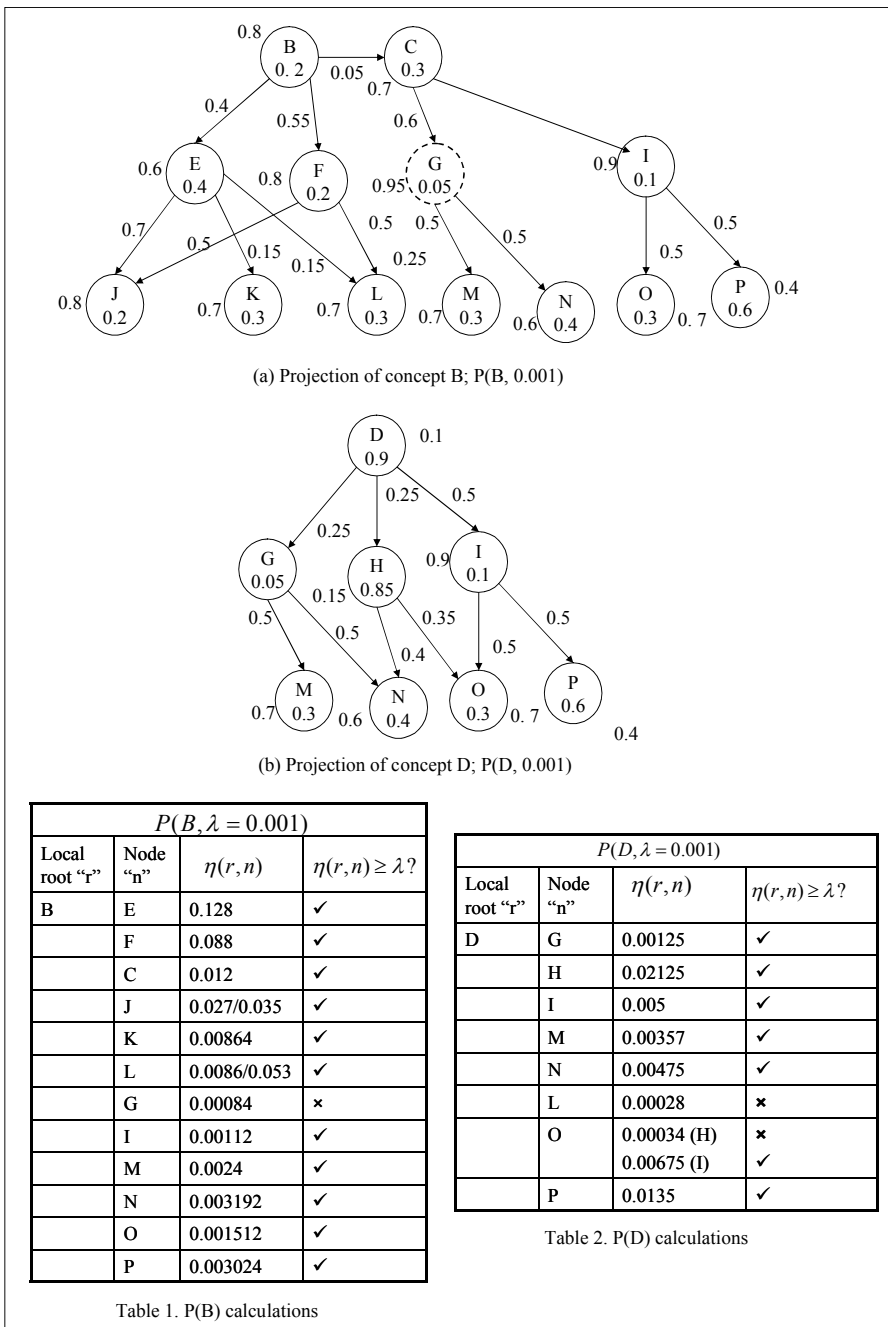 0.8
B
0. 2
0.05
C
0.3
0.7
0.4
0.55
0.6
0.6
E
0.4
0.8
F
0.2
0.95
G
0.05
0.9
I
0.1
0.7
0.5
0.15
0.15
0.5
0.25
0.5
0.5
0.5
0.5
0.8
J
0.2
0.7
K
0.3
0.7
L
0.3
0.7
M
0.3
0.6
N
0.4
O
0.3
0. 7
P
0.6
0.4
(a) Projection of concept B; P(B, 0.001)
D
0.9
0.1
0.25
0.25
0.5
G
0.05
0.15
H
0.85
0.9
I
0.1
0.5
0.5
0.4
0.35
0.5
0.5
0.7
M
0.3
0.6
N
0.4
O
0.3
0. 7
P
0.6
0.4
(b) Projection of concept D; P(D, 0.001)
P(B, λ = 0.001)
Local root “r” Node “n” η(r, n) η(r, n) ≥ λ?
B E 0.128 ✓
F 0.088 ✓
C 0.012 ✓
J 0.027/0.035 ✓
K 0.00864 ✓
L 0.0086/0.053 ✓
G 0.00084 ×
I 0.00112 ✓
M 0.0024 ✓
N 0.003192 ✓
O 0.001512 ✓
P 0.003024 ✓
Table 1. P(B) calculations
P(D, λ = 0.001)
Local root “r” Node “n” η(r, n) η(r, n) ≥ λ?
D G 0.00125 ✓
H 0.02125 ✓
I 0.005 ✓
M 0.00357 ✓
N 0.00475 ✓
L 0.00028 ×
O 0.00034 (H) ×
0.00675 (I) ✓
P 0.0135 ✓
Table 2. P(D) calculations